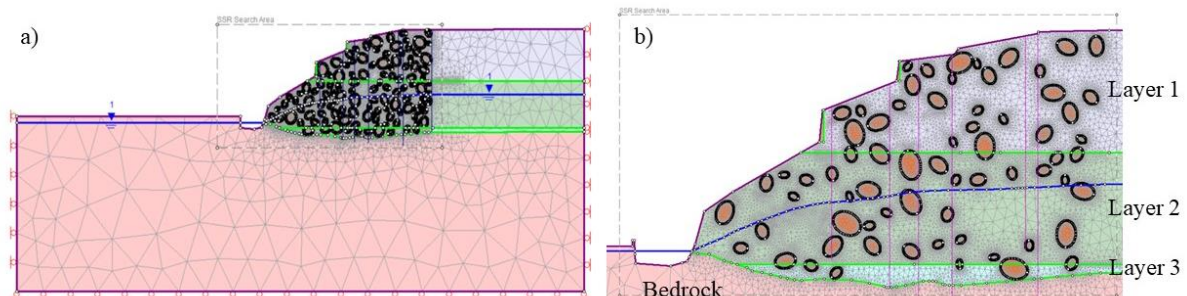 SSR Search Area
a)
1
1
SSR Search Area
b)
Layer 1
Layer 2
Layer 3
Bedrock